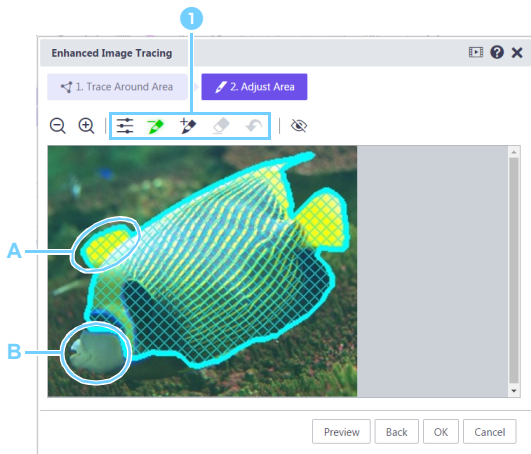 1
Enhanced Image Tracing
1. Trace Around Area
2. Adjust Area
A
B
Preview Back OK Cancel